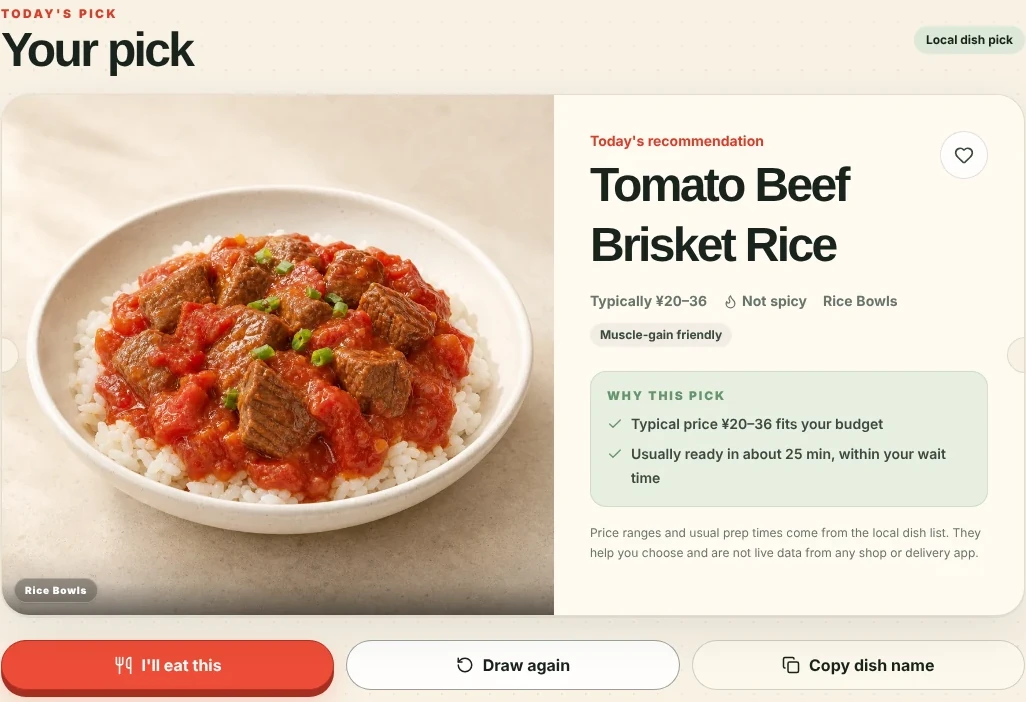 TODAY'S PICK
Your pick
Local dish pick
Today's recommendation
Tomato Beef
Brisket Rice
Typically ¥20–36 Not spicy Rice Bowls
Muscle-gain friendly
WHY THIS PICK
Typical price ¥20–36 fits your budget
Usually ready in about 25 min, within your wait
time
Price ranges and usual prep times come from the local dish list. They
help you choose and are not live data from any shop or delivery app.
Rice Bowls
I'll eat this
Draw again
Copy dish name